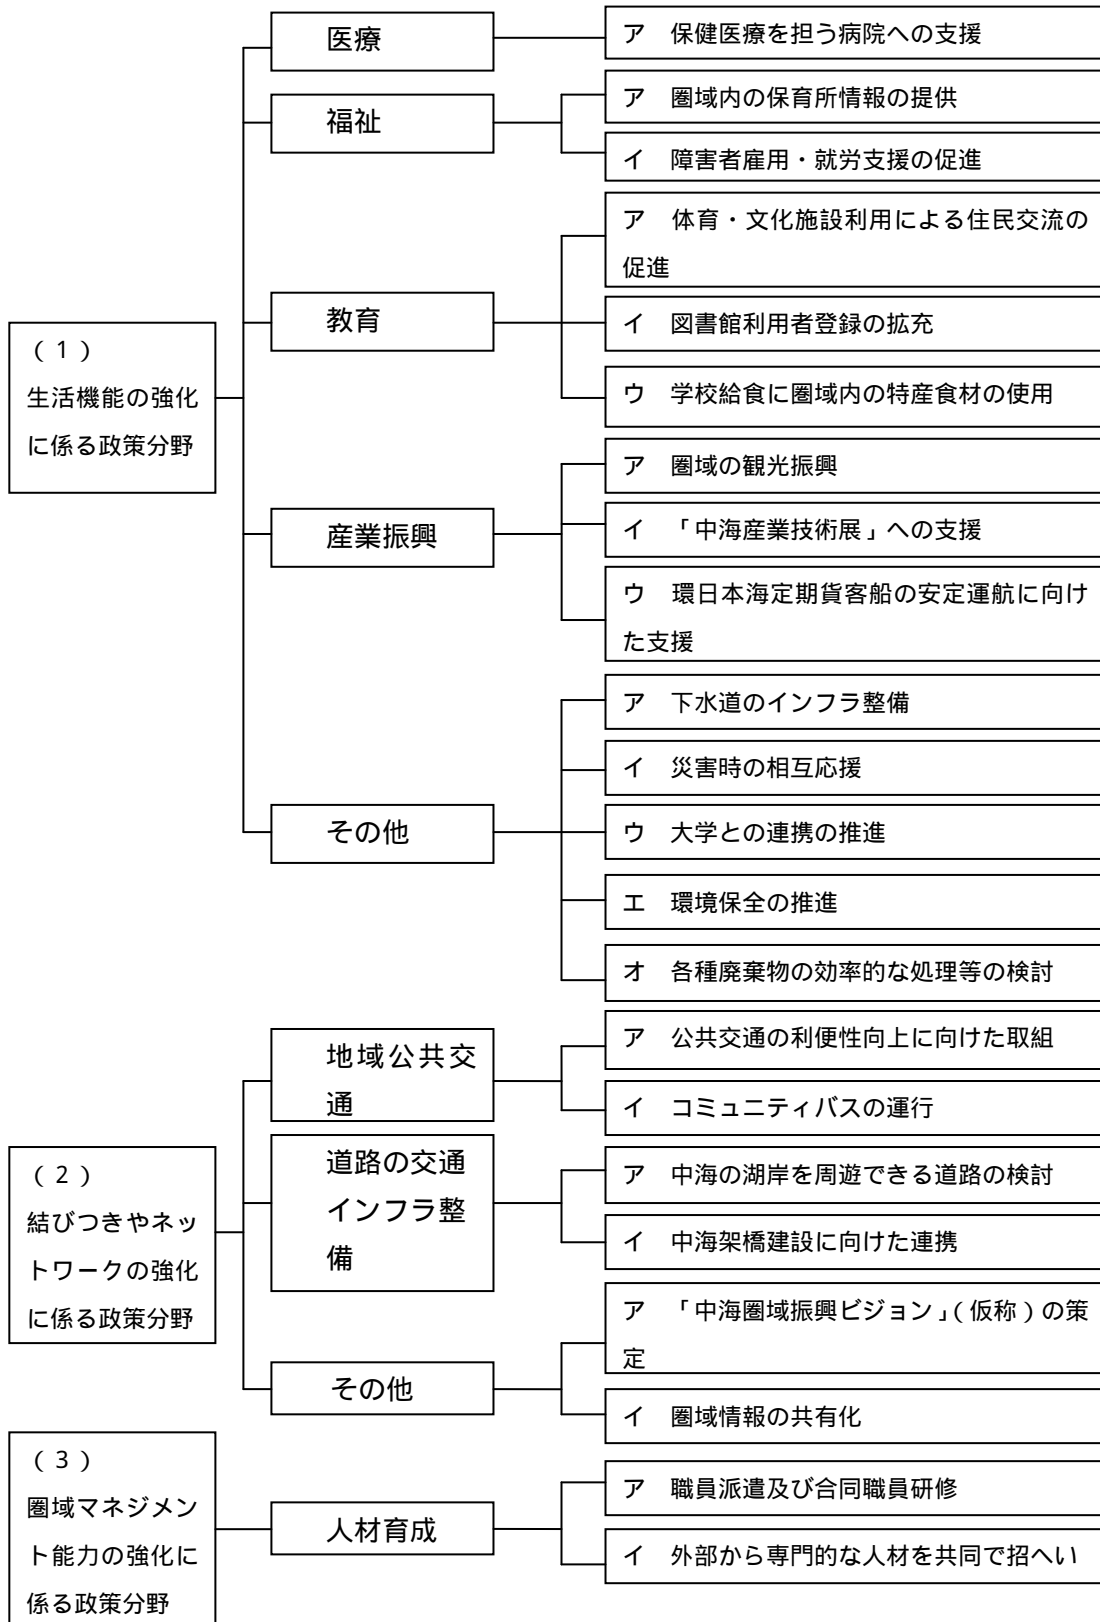 （１）
生活機能の強化
に係る政策分野
医療
ア　保健医療を担う病院への支援
福祉
ア　圏域内の保育所情報の提供
イ　障害者雇用・就労支援の促進
教育
ア　体育・文化施設利用による住民交流の
促進
イ　図書館利用者登録の拡充
ウ　学校給食に圏域内の特産食材の使用
産業振興
ア　圏域の観光振興
イ　「中海産業技術展」への支援
ウ　環日本海定期貨客船の安定運航に向け
た支援
その他
ア　下水道のインフラ整備
イ　災害時の相互応援
ウ　大学との連携の推進
エ　環境保全の推進
オ　各種廃棄物の効率的な処理等の検討
（２）
結びつきやネッ
トワークの強化
に係る政策分野
地域公共交
通
ア　公共交通の利便性向上に向けた取組
イ　コミュニティバスの運行
道路の交通
インフラ整
備
ア　中海の湖岸を周遊できる道路の検討
イ　中海架橋建設に向けた連携
その他
ア　「中海圏域振興ビジョン」（仮称）の策
定
イ　圏域情報の共有化
（３）
圏域マネジメン
ト能力の強化に
係る政策分野
人材育成
ア　職員派遣及び合同職員研修
イ　外部から専門的な人材を共同で招へい